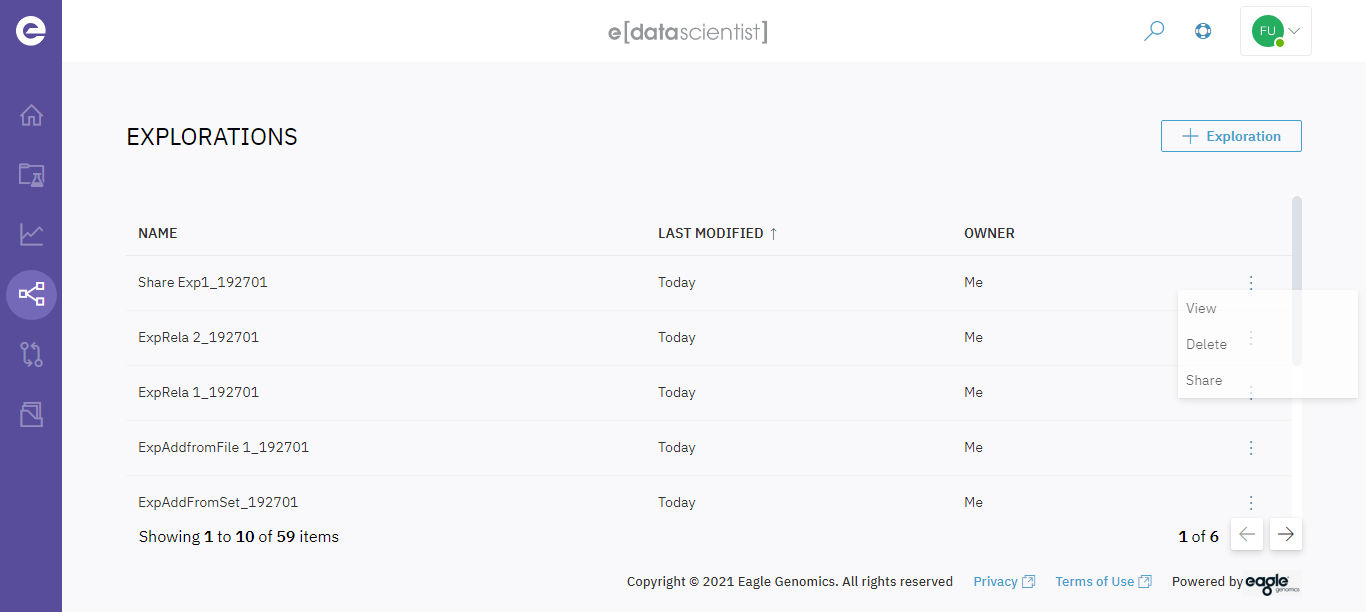 e[datascientist]
FU
EXPLORATIONS
Exploration
NAME LAST MODIFIED ↑ OWNER
Share Exp1_192701 Today Me
View
ExpRela 2_192701 Today Me
Delete
Share
ExpRela 1_192701 Today Me
ExpAddfromFile 1_192701 Today Me
ExpAddFromSet_192701 Today Me
Showing 1 to 10 of 59 items 1 of 6
Copyright © 2021 Eagle Genomics. All rights reserved Privacy Terms of Use Powered by eagle genomics